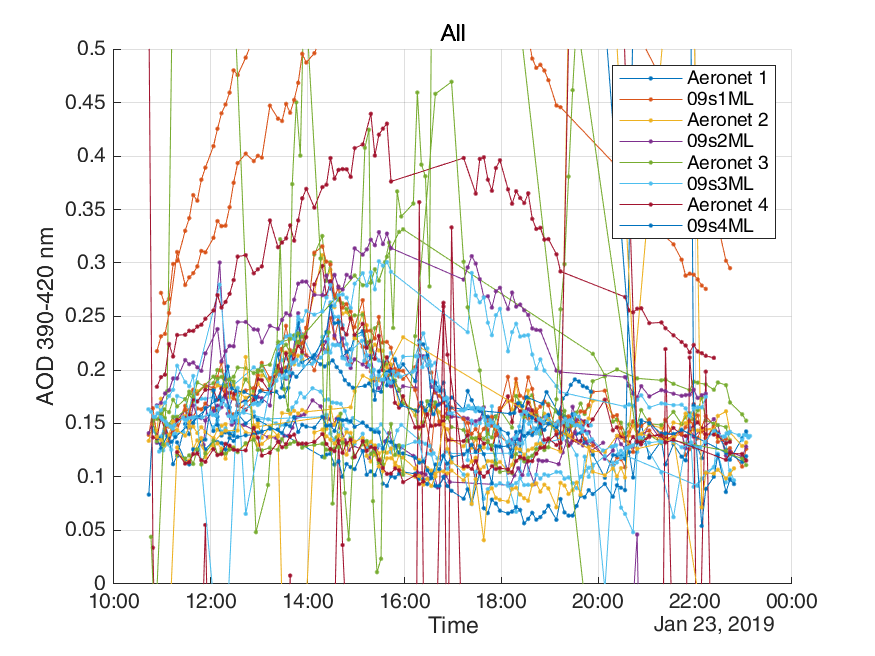 All
0.5
0.45
0.4
0.35
0.3
0.25
0.2
0.15
0.1
0.05
0
AOD 390-420 nm
Aeronet 1
09s1ML
Aeronet 2
09s2ML
Aeronet 3
09s3ML
Aeronet 4
09s4ML
10:00 12:00 14:00 16:00 18:00 20:00 22:00 00:00
Time
Jan 23, 2019